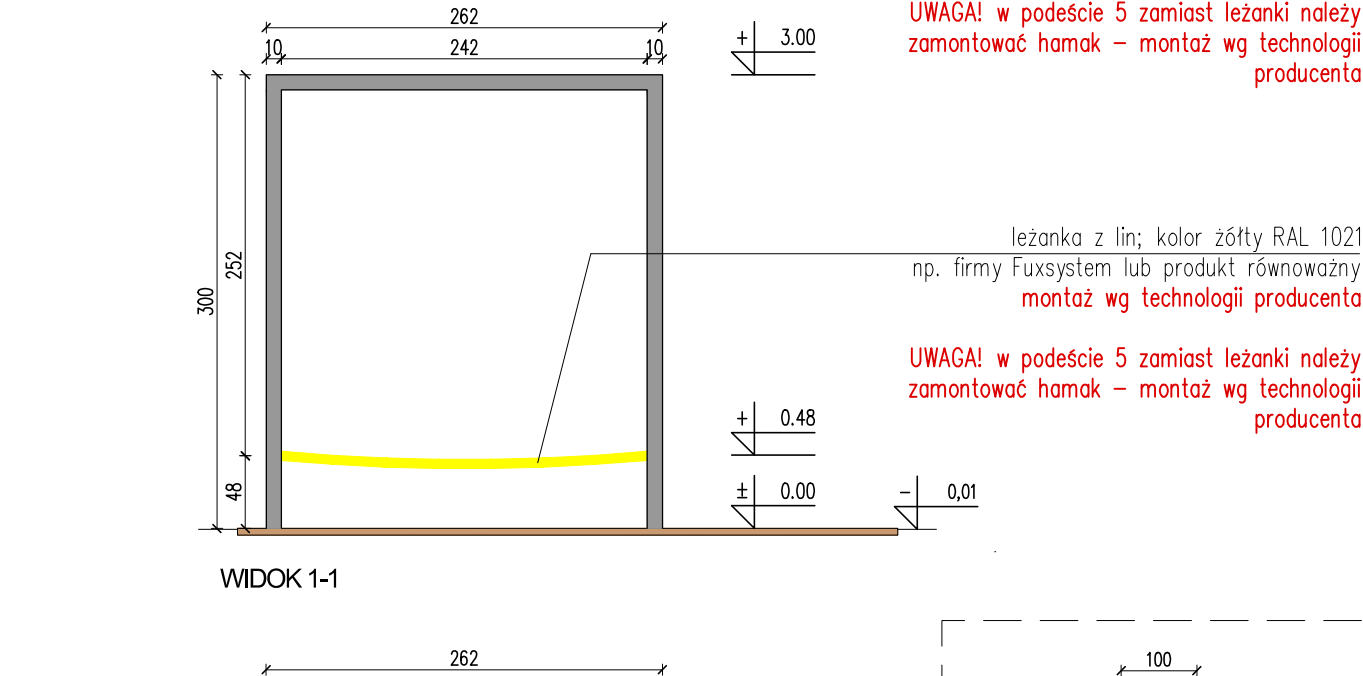 262
10 242 10
+ 3.00
UWAGA! w podeście 5 zamiast leżanki należy
zamontować hamak – montaż wg technologii
producenta
300
252
48
leżanka z lin; kolor żółty RAL 1021
np. firmy Fuxsystem lub produkt równoważny
montaż wg technologii producenta
UWAGA! w podeście 5 zamiast leżanki należy
zamontować hamak – montaż wg technologii
producenta
+ 0.48
± 0.00
– 0,01
WIDOK 1-1
262
100